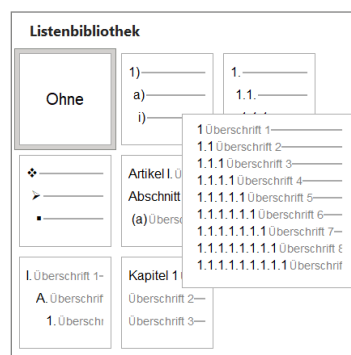 Listenbibliothek
Ohne
1)
a)
i)
1.
1.1.
❖
➢
▪
Artikel I.
Abschnitt
(a)
1 Überschrift 1
1.1 Überschrift 2
1.1.1 Überschrift 3
1.1.1.1 Überschrift 4
1.1.1.1.1 Überschrift 5
1.1.1.1.1.1 Überschrift 6
1.1.1.1.1.1.1 Überschrift 7
1.1.1.1.1.1.1.1 Überschrift 8
1.1.1.1.1.1.1.1.1 Überschrif
I. Überschrift 1
A. Überschrif
1. Überschr
Kapitel 1
Überschrift 2
Überschrift 3